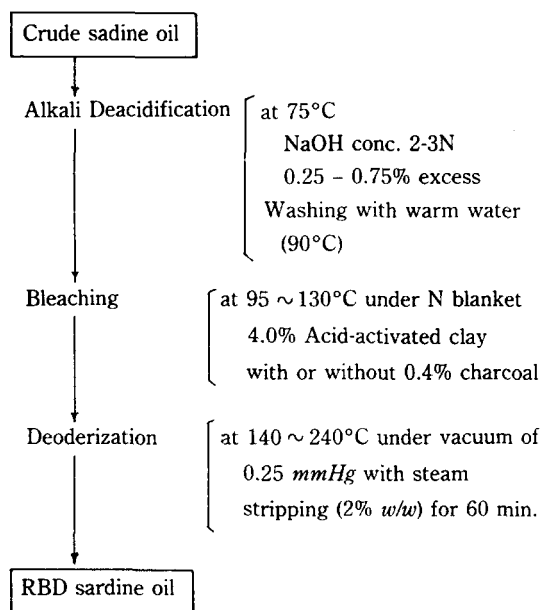 Crude sadine oil
Alkali Deacidification
at 75°C
NaOH conc. 2-3N
0.25 – 0.75% excess
Washing with warm water
(90°C)
Bleaching
at 95 ~ 130°C under N blanket
4.0% Acid-activated clay
with or without 0.4% charcoal
Deoderization
at 140 ~ 240°C under vacuum of
0.25 mmHg with steam
stripping (2% w/w) for 60 min.
RBD sardine oil